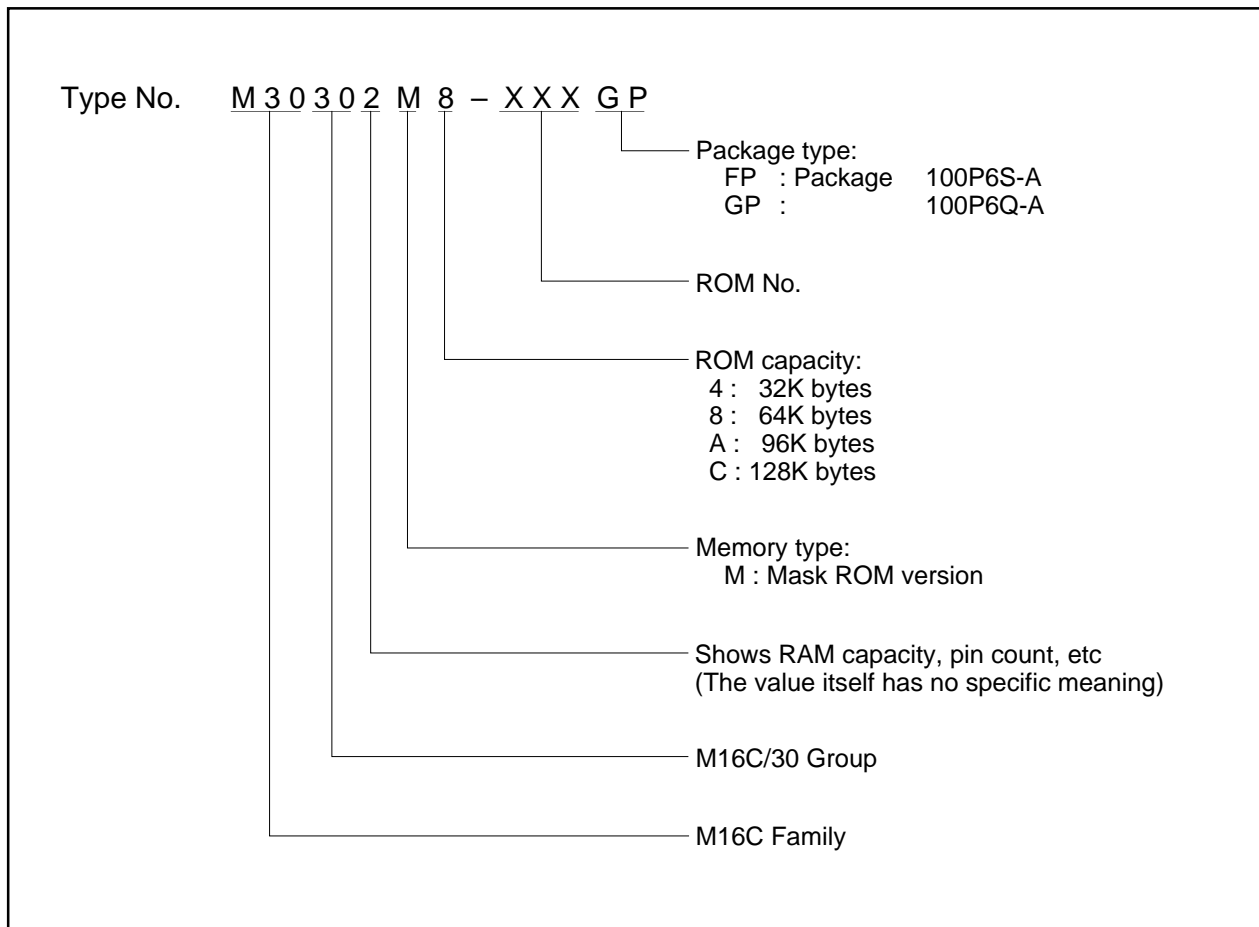 Type No. M 3 0 3 0 2 M 8 – X X X G P
Package type:
FP : Package 100P6S-A
GP : 100P6Q-A
ROM No.
ROM capacity:
4 : 32K bytes
8 : 64K bytes
A : 96K bytes
C : 128K bytes
Memory type:
M : Mask ROM version
Shows RAM capacity, pin count, etc
(The value itself has no specific meaning)
M16C/30 Group
M16C Family